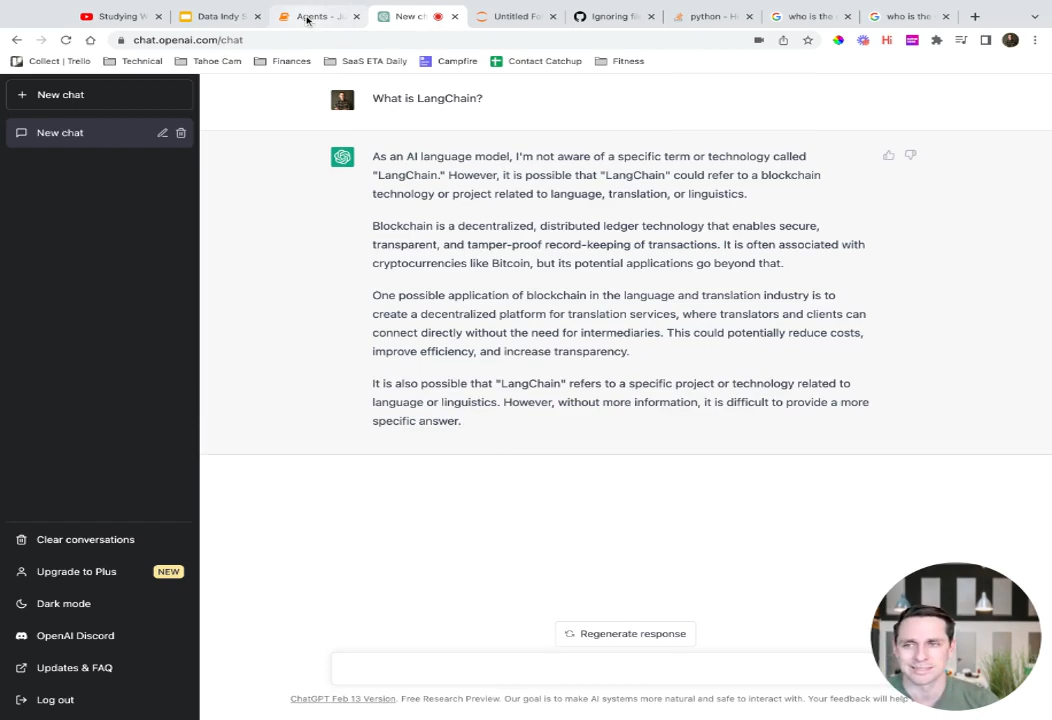 Studying W
Data Indy S
Agents - Ju
New ch
Untitled Fo
Ignoring file
python - Hi
who is the
who is the
chat.openai.com/chat
Hi
Collect | Trello
Technical
Tahoe Cam
Finances
SaaS ETA Daily
Campfire
Contact Catchup
Fitness
New chat
New chat
What is LangChain?
As an AI language model, I'm not aware of a specific term or technology called
"LangChain." However, it is possible that "LangChain" could refer to a blockchain
technology or project related to language, translation, or linguistics.
Blockchain is a decentralized, distributed ledger technology that enables secure,
transparent, and tamper-proof record-keeping of transactions. It is often associated with
cryptocurrencies like Bitcoin, but its potential applications go beyond that.
One possible application of blockchain in the language and translation industry is to
create a decentralized platform for translation services, where translators and clients can
connect directly without the need for intermediaries. This could potentially reduce costs,
improve efficiency, and increase transparency.
It is also possible that "LangChain" refers to a specific project or technology related to
language or linguistics. However, without more information, it is difficult to provide a more
specific answer.
Clear conversations
Upgrade to Plus NEW
Dark mode
OpenAI Discord
Updates & FAQ
Log out
Regenerate response
ChatGPT Feb 13 Version. Free Research Preview. Our goal is to make AI systems more natural and safe to interact with. Your feedback will help